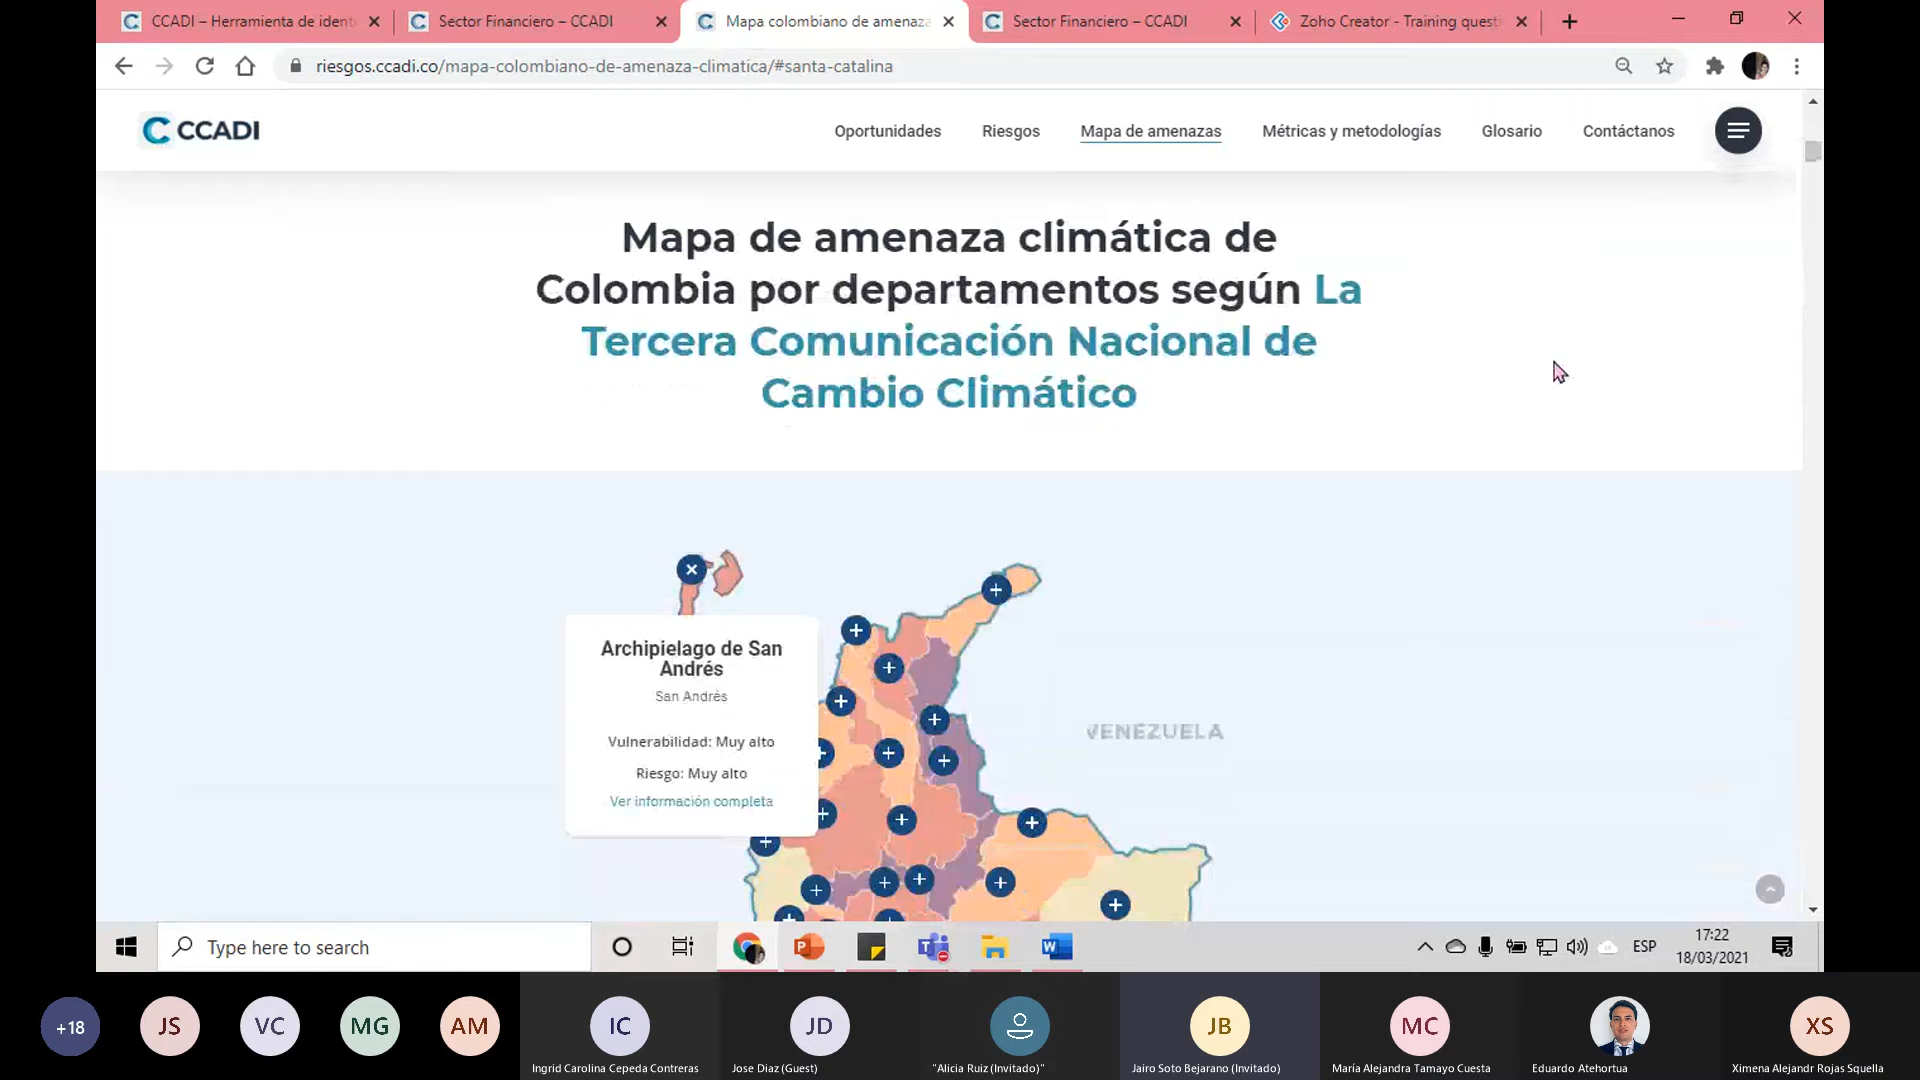 CCADI – Herramienta de ident
Sector Financiero – CCADI
Mapa colombiano de amenaza
Sector Financiero – CCADI
Zoho Creator - Training questi
riesgos.ccadi.co/mapa-colombiano-de-amenaza-climatica/#santa-catalina
CCADI
Oportunidades
Riesgos
Mapa de amenazas
Métricas y metodologías
Glosario
Contáctanos
Mapa de amenaza climática de
Colombia por departamentos según La
Tercera Comunicación Nacional de
Cambio Climático
Archipielago de San
Andrés
San Andrés
Vulnerabilidad: Muy alto
Riesgo: Muy alto
Ver información completa
VENEZUELA
Type here to search
ESP
17:22
18/03/2021
+18
JS
VC
MG
AM
IC
JD
JB
MC
XS
Ingrid Carolina Cepeda Contreras
Jose Diaz (Guest)
"Alicia Ruiz (Invitado)"
Jairo Soto Bejarano (Invitado)
María Alejandra Tamayo Cuesta
Eduardo Atehortua
Ximena Alejandr Rojas Squella